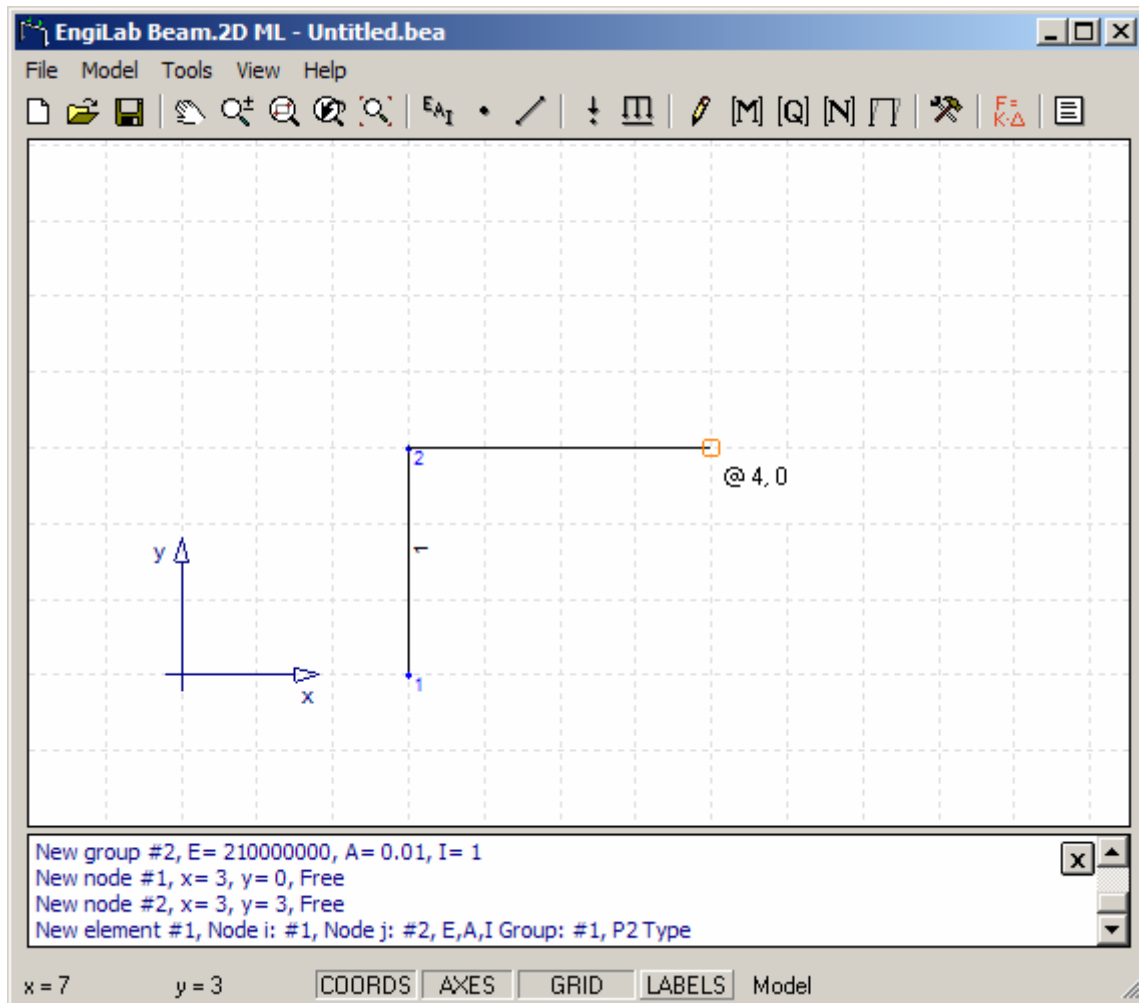 EngiLab Beam.2D ML - Untitled.bea
File Model Tools View Help
EAI [M] [Q] [N] F= K·Δ
2
@ 4, 0
1
y
1
x
New group #2, E= 210000000, A= 0.01, I= 1
New node #1, x= 3, y= 0, Free
New node #2, x= 3, y= 3, Free
New element #1, Node i: #1, Node j: #2, E,A,I Group: #1, P2 Type
x
x = 7 y = 3 COORDS AXES GRID LABELS Model